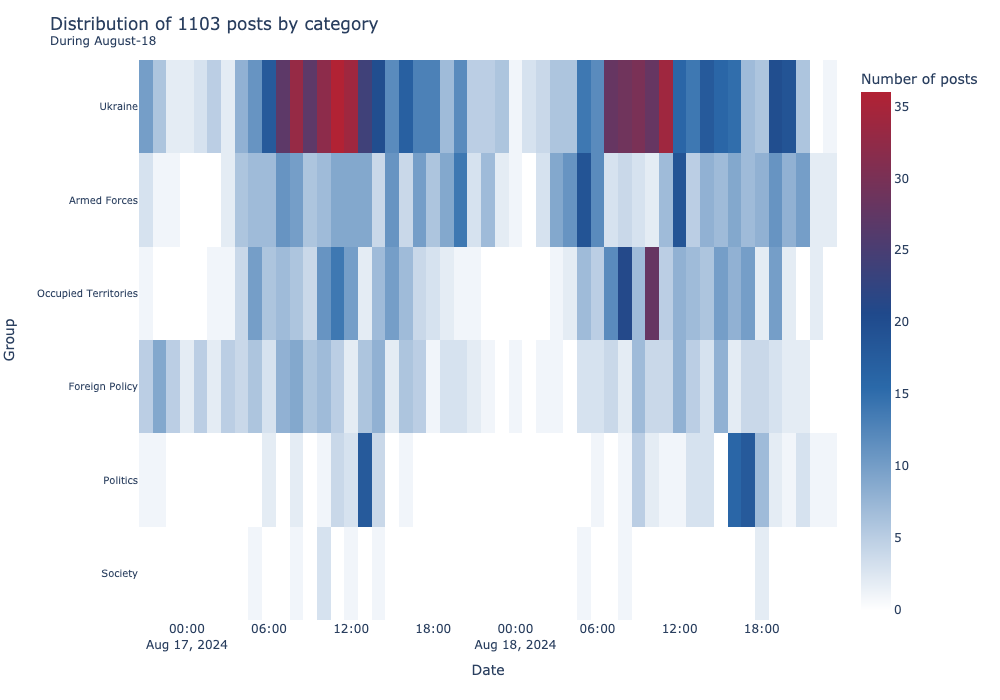 Distribution of 1103 posts by category
During August-18
Number of posts
Ukraine
Armed Forces
Occupied Territories
Foreign Policy
Politics
Society
Group
35
30
25
20
15
10
5
0
00:00 06:00 12:00 18:00 00:00 06:00 12:00 18:00
Aug 17, 2024 Aug 18, 2024
Date